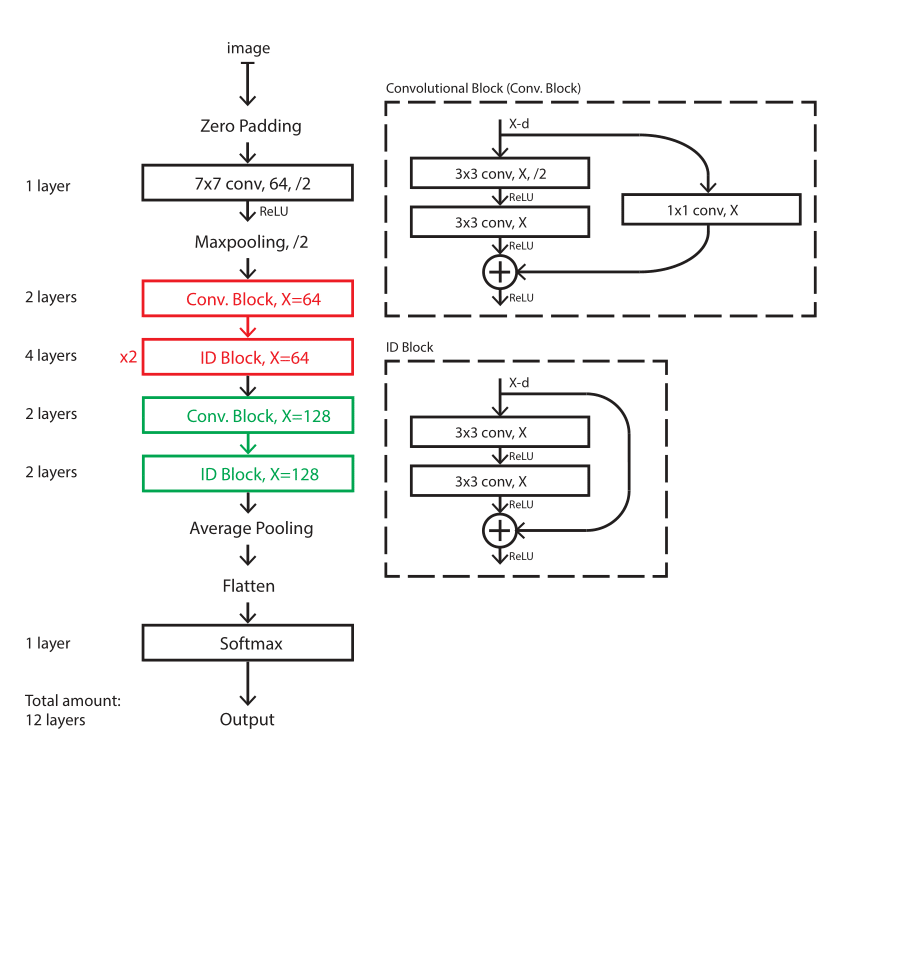 image
Zero Padding
1 layer
7x7 conv, 64, /2
ReLU
Maxpooling, /2
2 layers
Conv. Block, X=64
4 layers
x2
ID Block, X=64
2 layers
Conv. Block, X=128
2 layers
ID Block, X=128
Average Pooling
Flatten
1 layer
Softmax
Total amount:
12 layers
Output
Convolutional Block (Conv. Block)
X-d
3x3 conv, X, /2
ReLU
3x3 conv, X
ReLU
1x1 conv, X
ReLU
ID Block
X-d
3x3 conv, X
ReLU
3x3 conv, X
ReLU
ReLU